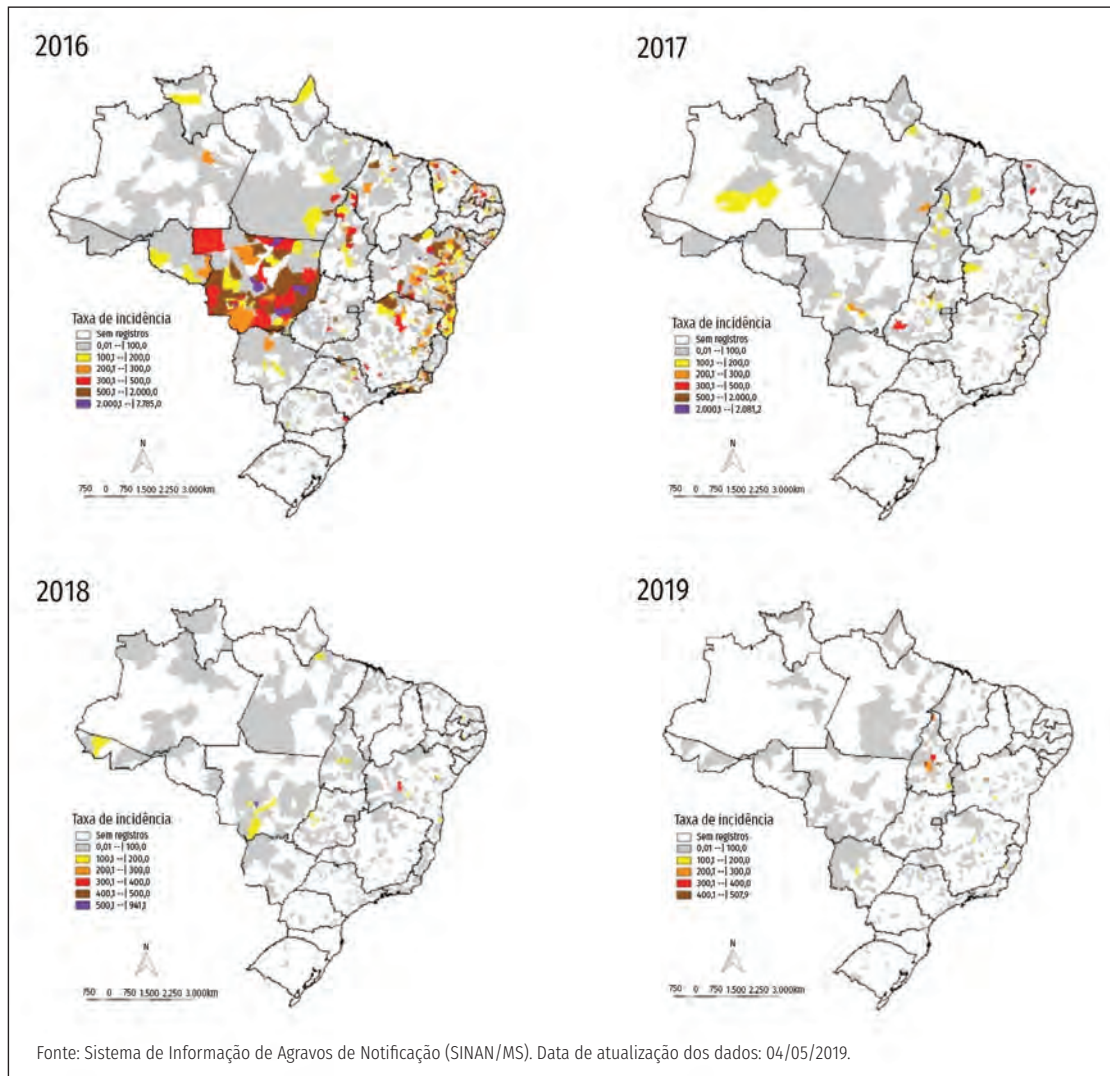 2016
Taxa de incidência
Sem registros
0,01 --| 100,0
100,1 --| 200,0
200,1 --| 300,0
300,1 --| 500,0
500,1 --| 2.000,0
2.000,1 --| 7.785,0
N
750 0 750 1.500 2.250 3.000km
2017
Taxa de incidência
Sem registros
0,01 --| 100,0
100,1 --| 200,0
200,1 --| 300,0
300,1 --| 500,0
500,1 --| 2.000,0
2.000,1 --| 2.081,2
N
750 0 750 1.500 2.250 3.000km
2018
Taxa de incidência
Sem registros
0,01 --| 100,0
100,1 --| 200,0
200,1 --| 300,0
300,1 --| 400,0
400,1 --| 500,0
500,1 --| 941,1
N
750 0 750 1.500 2.250 3.000km
2019
Taxa de incidência
Sem registros
0,01 --| 100,0
100,1 --| 200,0
200,1 --| 300,0
300,1 --| 400,0
400,1 --| 507,9
N
750 0 750 1.500 2.250 3.000km
Fonte: Sistema de Informação de Agravos de Notificação (SINAN/MS). Data de atualização dos dados: 04/05/2019.